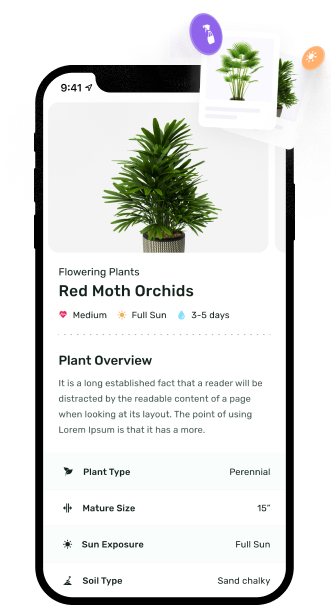 9:41
Flowering Plants
Red Moth Orchids
Medium Full Sun 3-5 days
Plant Overview
It is a long established fact that a reader will be
distracted by the readable content of a page
when looking at its layout. The point of using
Lorem Ipsum is that it has a more.
Plant Type Perennial
Mature Size 15”
Sun Exposure Full Sun
Soil Type Sand chalky